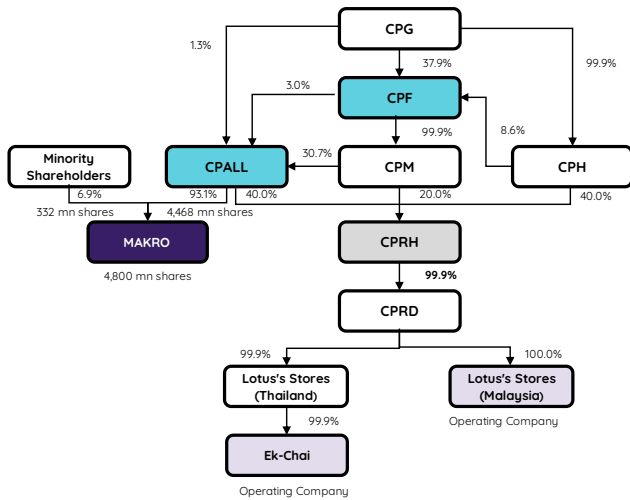 CPG
1.3%
37.9%
99.9%
3.0%
CPF
99.9%
8.6%
Minority
Shareholders
CPALL
30.7%
CPM
CPH
6.9%
93.1%
40.0%
20.0%
40.0%
332 mn shares
4,468 mn shares
MAKRO
CPRH
4,800 mn shares
99.9%
CPRD
99.9%
100.0%
Lotus's Stores
(Thailand)
Lotus's Stores
(Malaysia)
99.9%
Operating Company
Ek-Chai
Operating Company